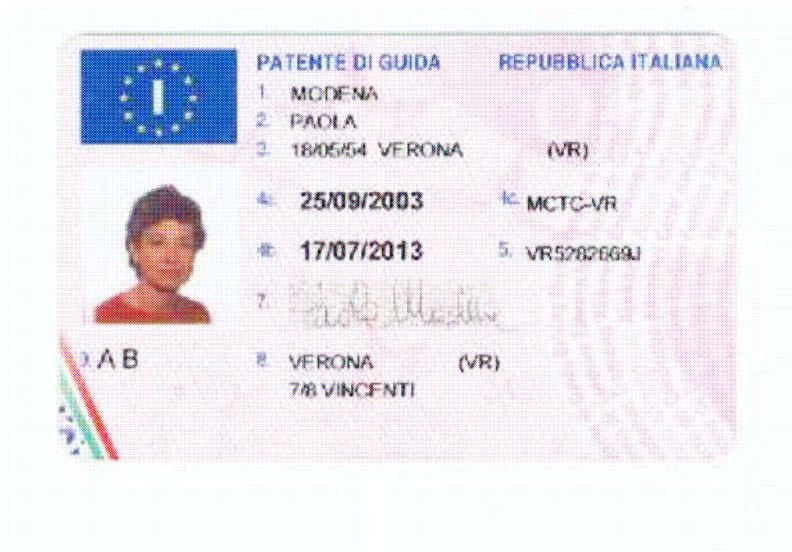 I
PATENTE DI GUIDA REPUBBLICA ITALIANA
1. MODENA
2. PAOLA
3. 18/05/54 VERONA (VR)
4a. 25/09/2003 4c. MCTC-VR
4b. 17/07/2013 5. VR5282669J
7.
9. A B 8. VERONA (VR)
7/8 VINCENTI